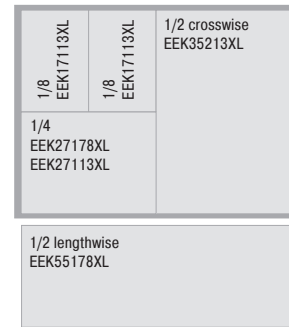 1/8
EEK17113XL
1/8
EEK17113XL
1/2 crosswise
EEK35213XL
1/4
EEK27178XL
EEK27113XL
1/2 lengthwise
EEK55178XL